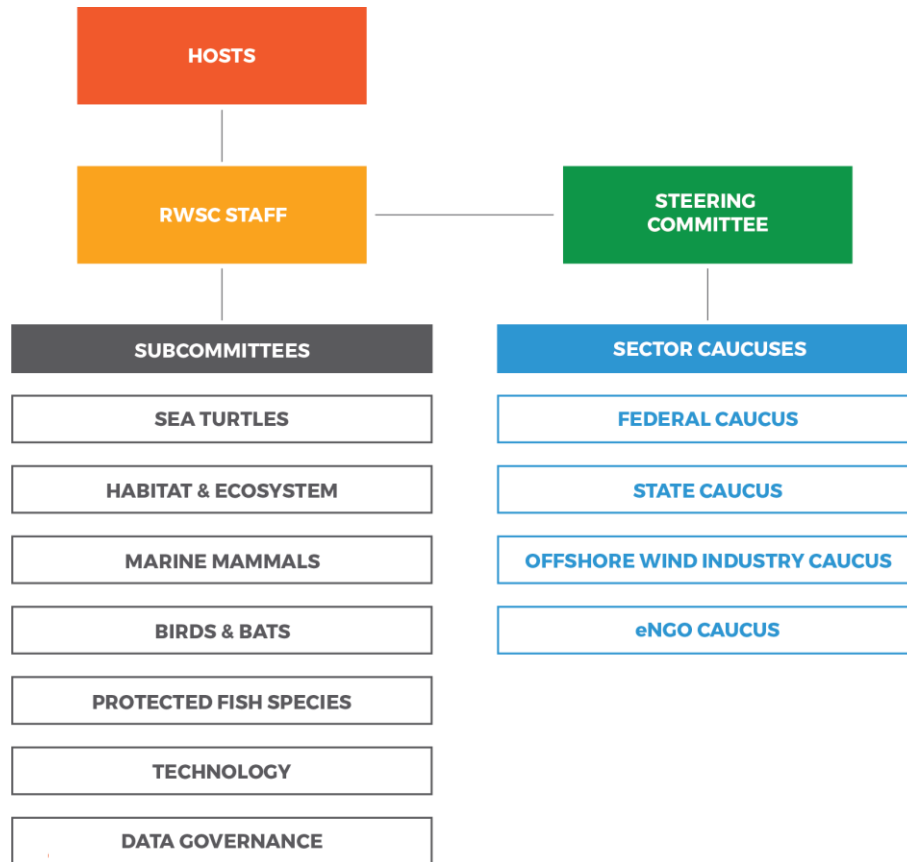 HOSTS
RWSC STAFF
STEERING
COMMITTEE
SUBCOMMITTEES
SEA TURTLES
HABITAT & ECOSYSTEM
MARINE MAMMALS
BIRDS & BATS
PROTECTED FISH SPECIES
TECHNOLOGY
DATA GOVERNANCE
SECTOR CAUCUSES
FEDERAL CAUCUS
STATE CAUCUS
OFFSHORE WIND INDUSTRY CAUCUS
eNGO CAUCUS